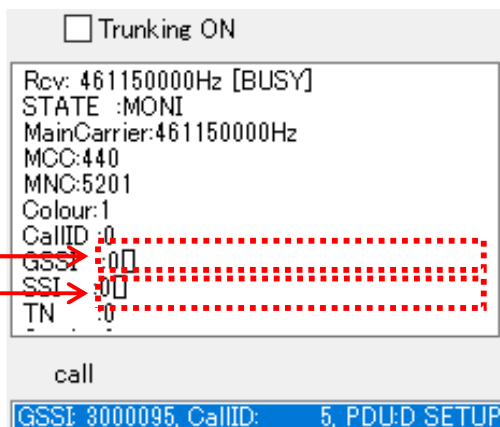 Trunking ON
Rcv: 461150000Hz [BUSY]
STATE :MONI
MainCarrier:461150000Hz
MCC:440
MNC:5201
Colour:1
CallID :0
GSSI :0[]
SSI :0[]
TN :0
call
GSSI: 3000095, CallID: 5, PDU:D SETUP